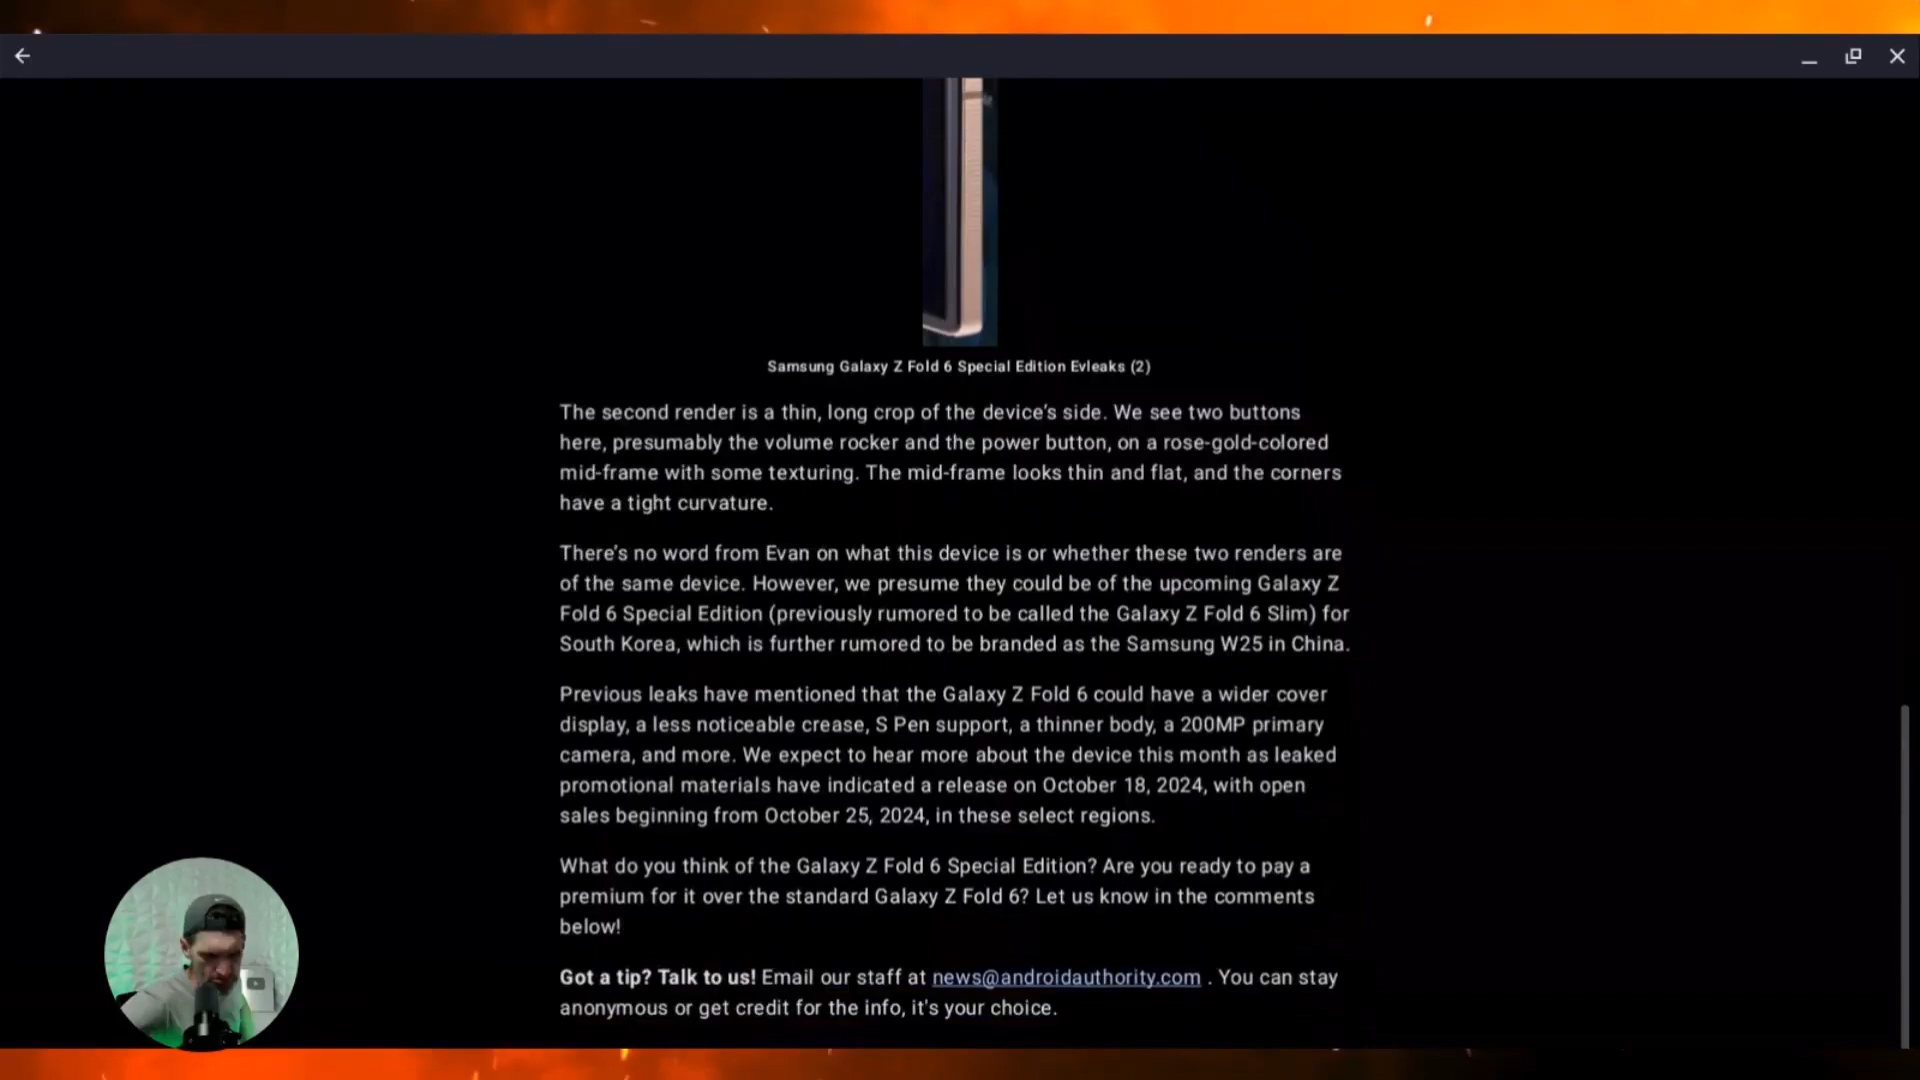 Samsung Galaxy Z Fold 6 Special Edition Evleaks (2)
The second render is a thin, long crop of the device's side. We see two buttons
here, presumably the volume rocker and the power button, on a rose-gold-colored
mid-frame with some texturing. The mid-frame looks thin and flat, and the corners
have a tight curvature.
There's no word from Evan on what this device is or whether these two renders are
of the same device. However, we presume they could be of the upcoming Galaxy Z
Fold 6 Special Edition (previously rumored to be called the Galaxy Z Fold 6 Slim) for
South Korea, which is further rumored to be branded as the Samsung W25 in China.
Previous leaks have mentioned that the Galaxy Z Fold 6 could have a wider cover
display, a less noticeable crease, S Pen support, a thinner body, a 200MP primary
camera, and more. We expect to hear more about the device this month as leaked
promotional materials have indicated a release on October 18, 2024, with open
sales beginning from October 25, 2024, in these select regions.
What do you think of the Galaxy Z Fold 6 Special Edition? Are you ready to pay a
premium for it over the standard Galaxy Z Fold 6? Let us know in the comments
below!
Got a tip? Talk to us! Email our staff at news@androidauthority.com . You can stay
anonymous or get credit for the info, it's your choice.